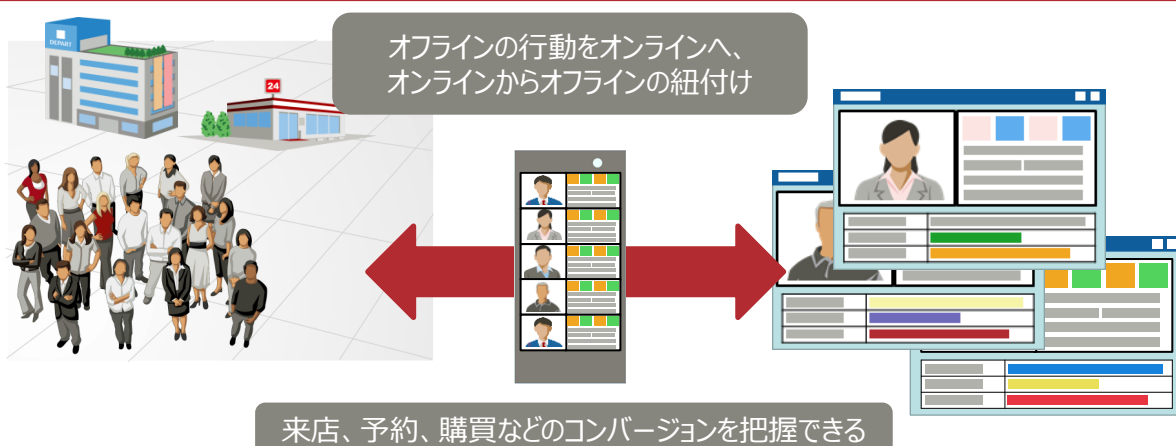 オフラインの行動をオンラインへ、
オンラインからオフラインの紐付け
DEPART
24
来店、予約、購買などのコンバージョンを把握できる